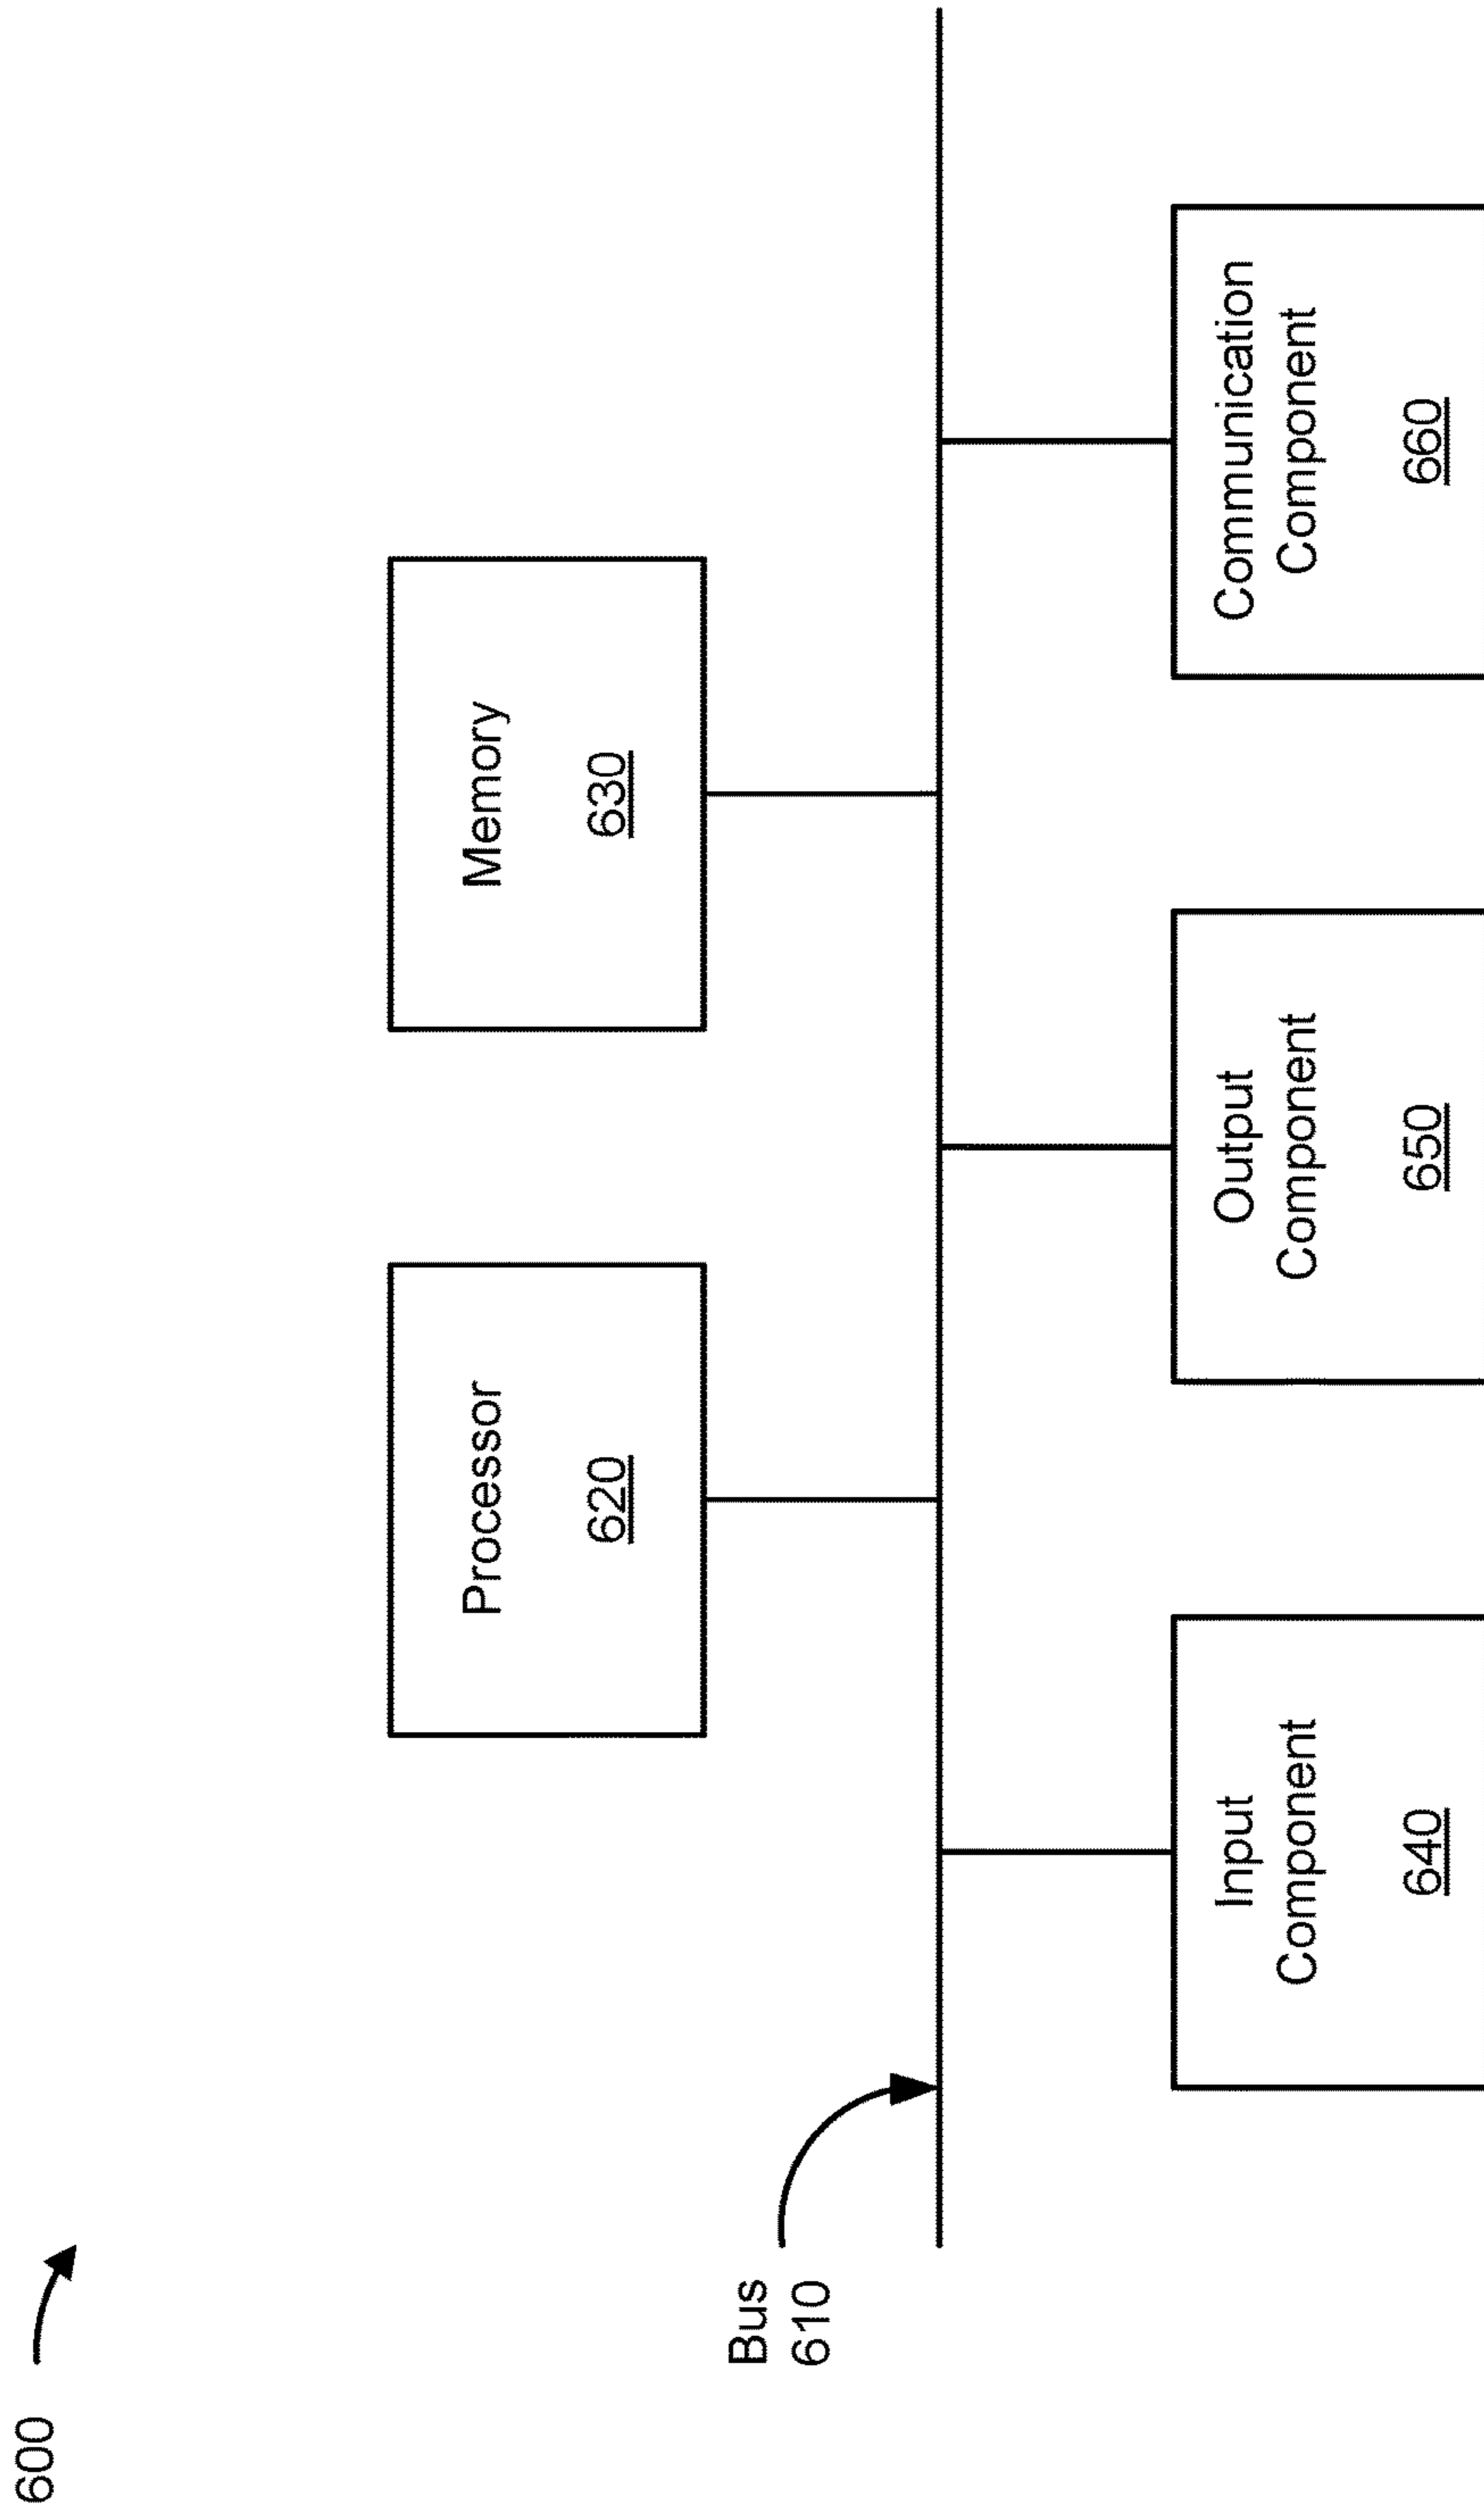 600
Processor
620
Memory
630
Bus
610
Input
Component
640
Output
Component
650
Communication
Component
660